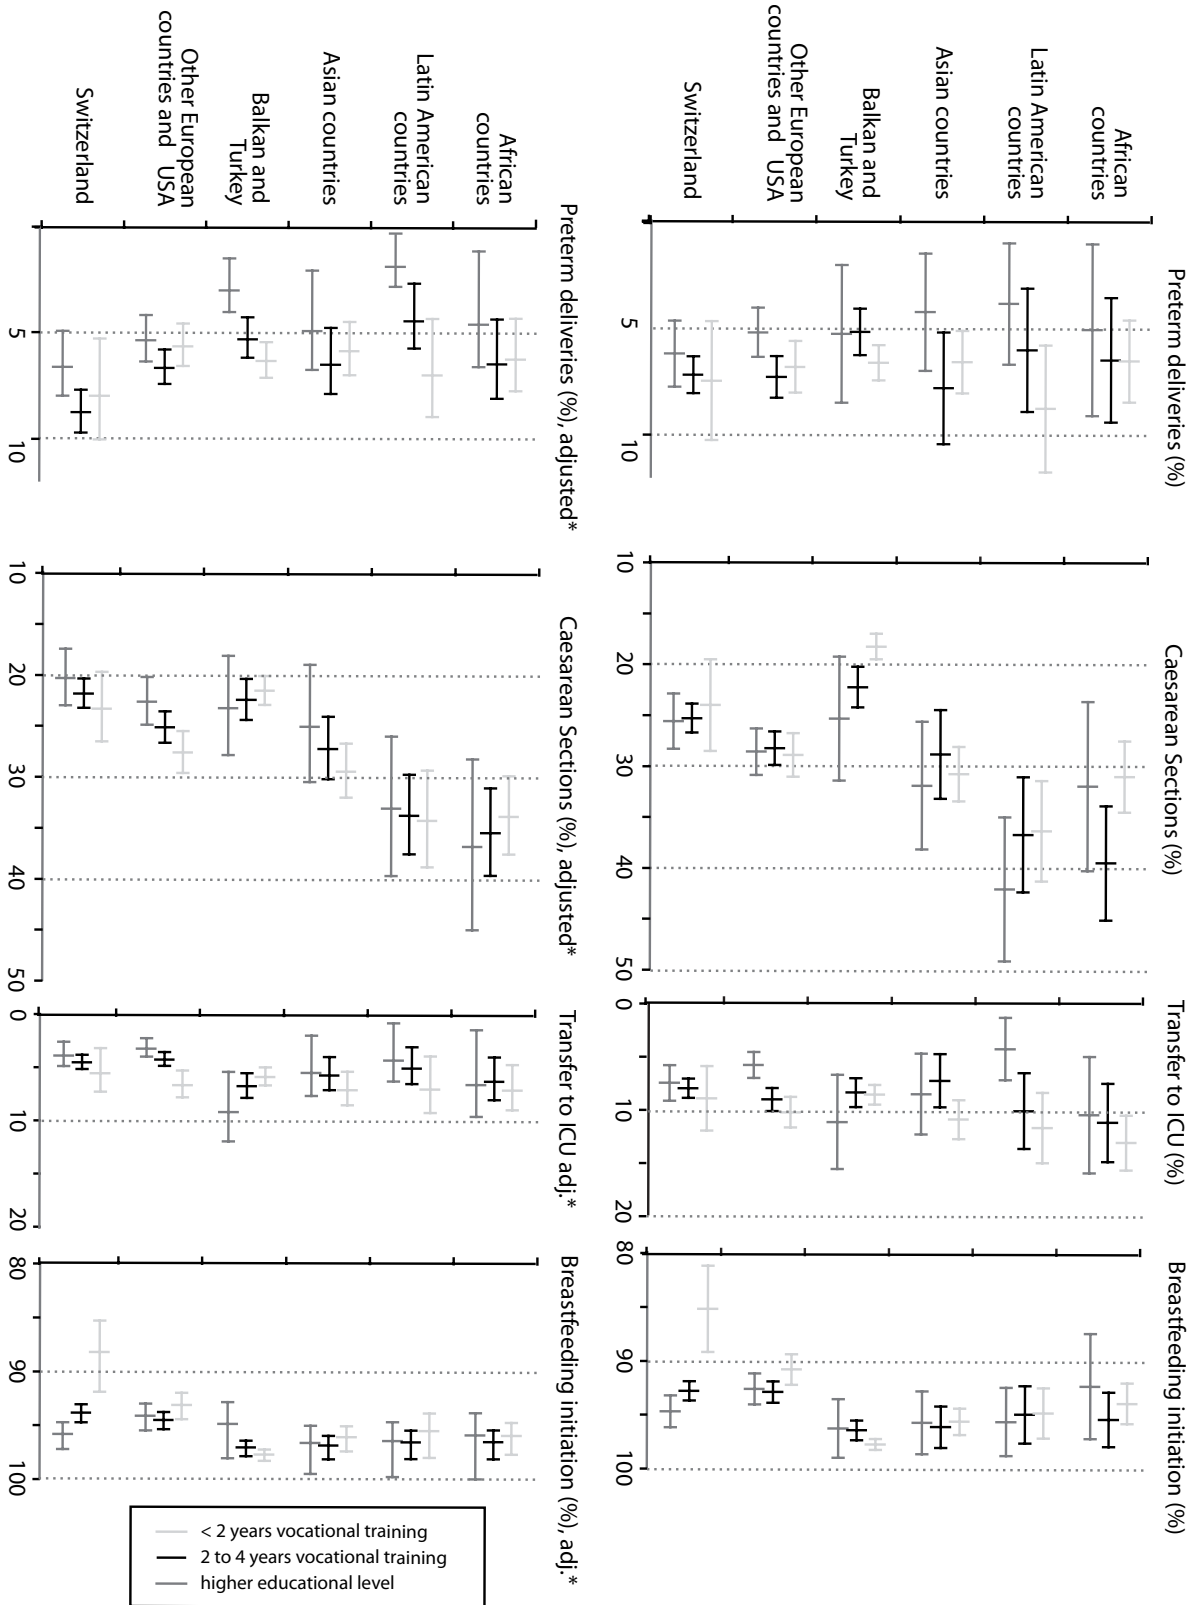 Preterm deliveries (%)
Caesarean Sections (%)
Transfer to ICU (%)
Breastfeeding initiation (%)
African
countries
Latin American
countries
Asian countries
Balkan and
Turkey
Other European
countries and USA
Switzerland
5 10
10 20 30 40 50
0 10 20
80 90 100
Preterm deliveries (%), adjusted*
Caesarean Sections (%), adjusted*
Transfer to ICU adj.*
Breastfeeding initiation (%), adj.*
African
countries
Latin American
countries
Asian countries
Balkan and
Turkey
Other European
countries and USA
Switzerland
5 10
10 20 30 40 50
0 10 20
80 90 100
< 2 years vocational training
2 to 4 years vocational training
higher educational level